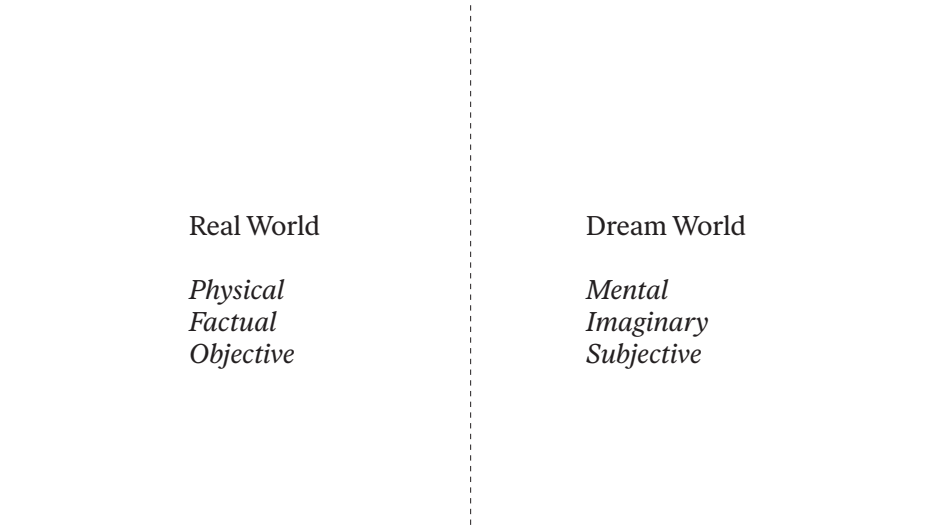 Real World
Physical
Factual
Objective
Dream World
Mental
Imaginary
Subjective